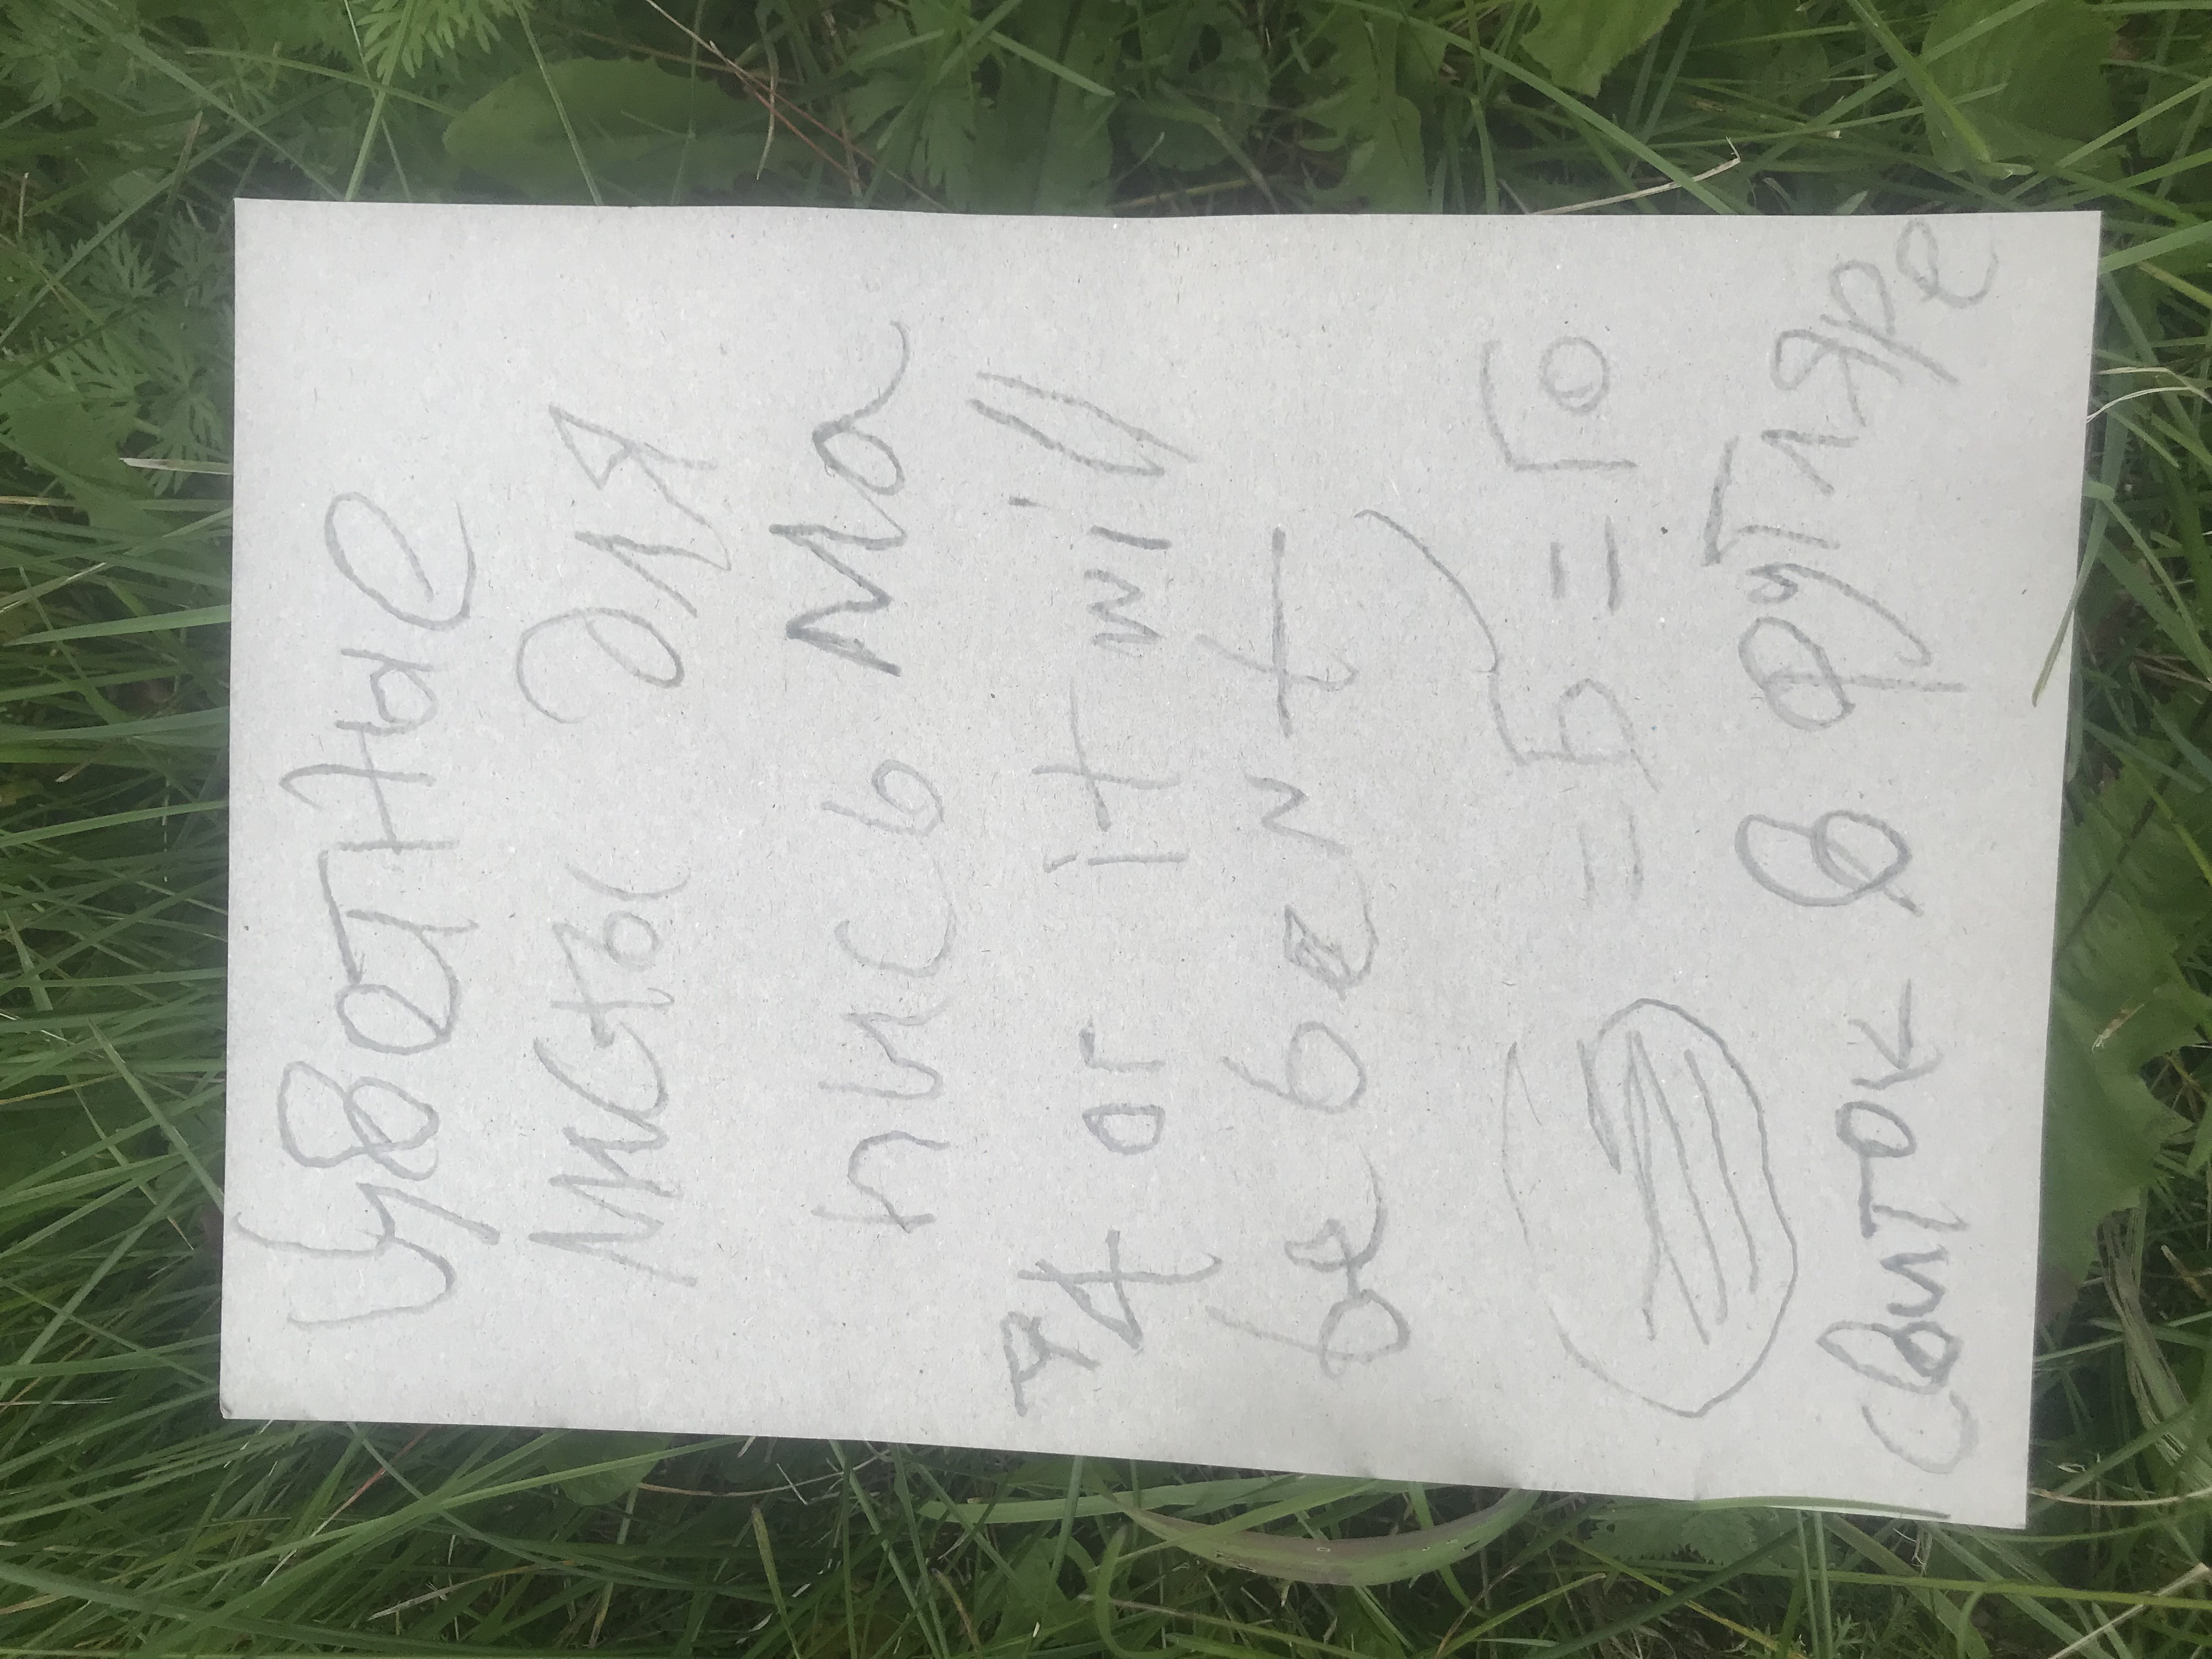 Цветные
листы для
письма
A4 or it will
be bent,
= Б = Го
свиток в футляре